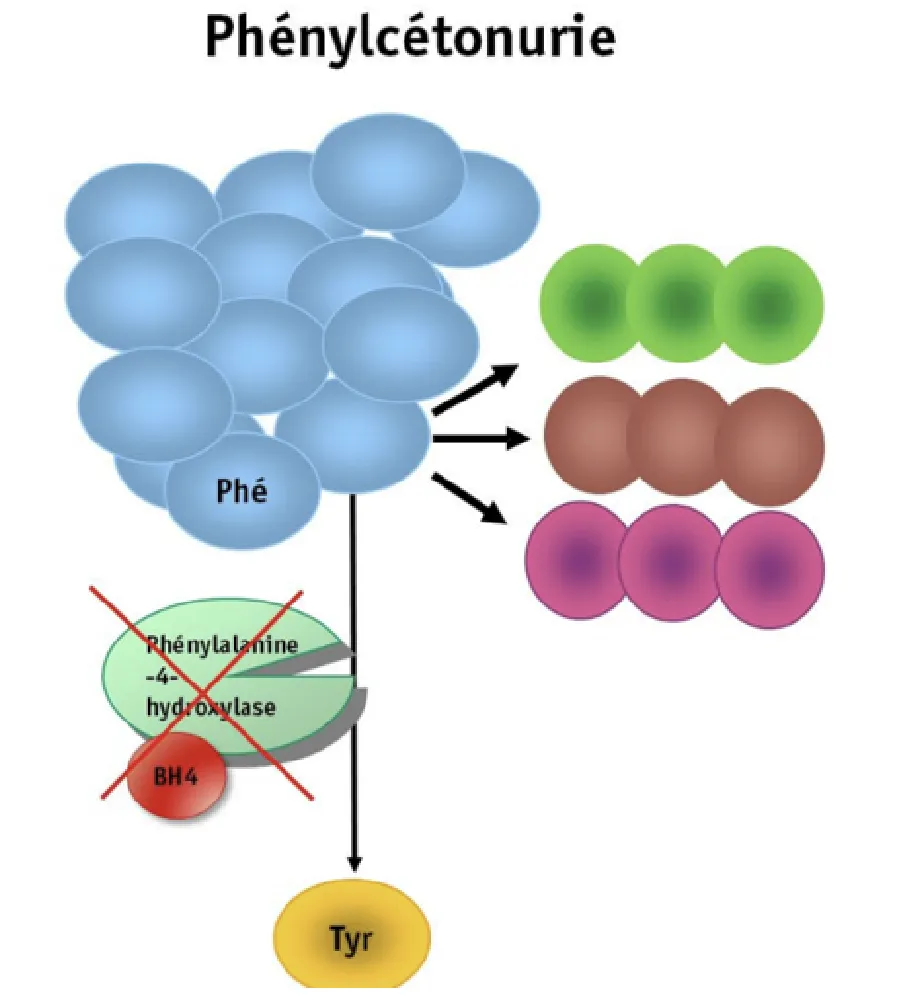 Phénylcétonurie
Phé
Phénylalanine
-4-
hydroxylase
BH4
Tyr